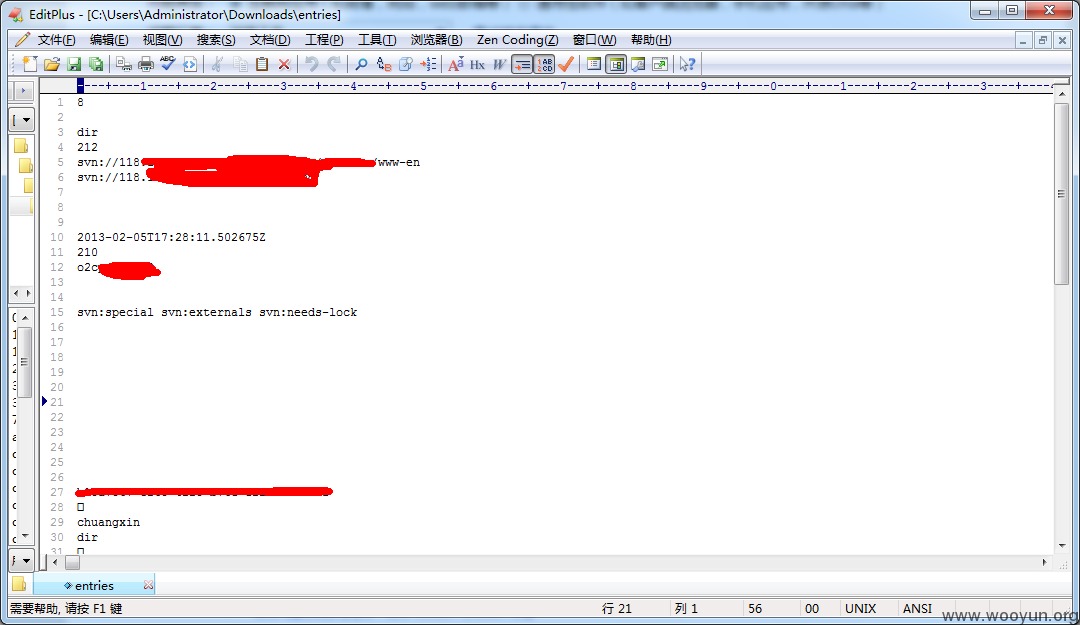 EditPlus - [C:\Users\Administrator\Downloads\entries]
文件(F) 编辑(E) 视图(V) 搜索(S) 文档(D) 工程(P) 工具(T) 浏览器(B) Zen Coding(Z) 窗口(W) 帮助(H)
----+----1----+----2----+----3----+----4----+----5----+----6----+----7----+----8----+----9----+----0----+----1----+----2----+----3----+----4
1 8
2
3 dir
4 212
5 svn://118. /www-en
6 svn://118.
7
8
9
10 2013-02-05T17:28:11.502675Z
11 210
12 o2c
13
14
15 svn:special svn:externals svn:needs-lock
16
17
18
19
20
21
22
23
24
25
26
27
28
29 chuangxin
30 dir
31
entries
需要帮助, 请按 F1 键 行 21 列 1 56 00 UNIX ANSI
www.wooyun.org